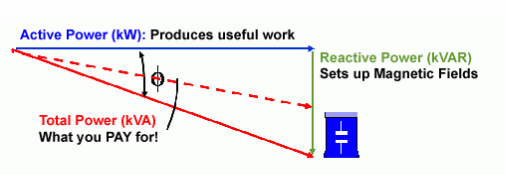 Active Power (kW): Produces useful work
Reactive Power (kVAR)
Sets up Magnetic Fields
ϕ
Total Power (kVA)
What you PAY for!